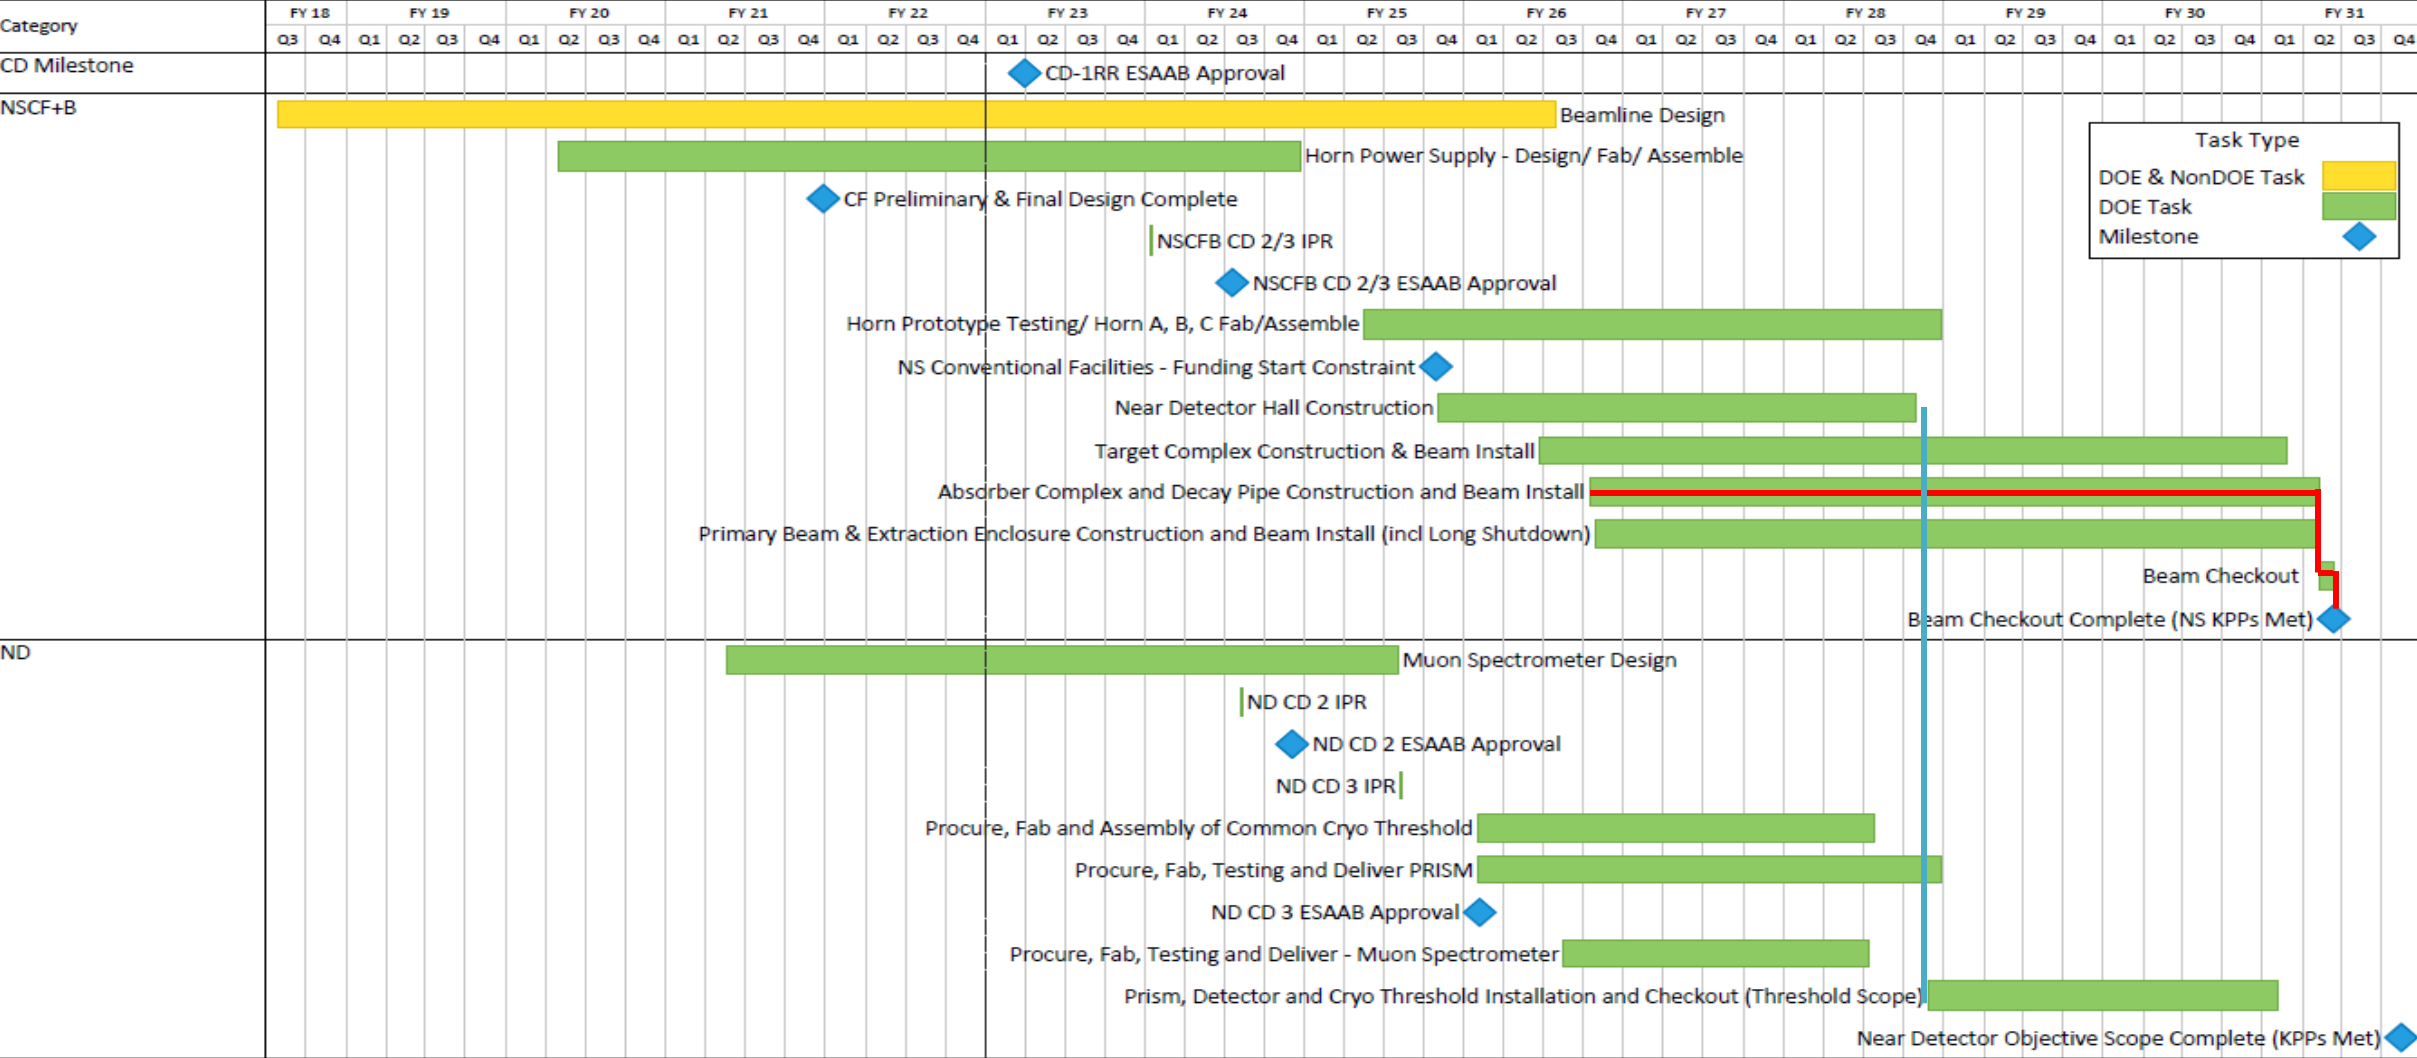 Category
FY 18 FY 19 FY 20 FY 21 FY 22 FY 23 FY 24 FY 25 FY 26 FY 27 FY 28 FY 29 FY 30 FY 31
Q3 Q4 Q1 Q2 Q3 Q4 Q1 Q2 Q3 Q4 Q1 Q2 Q3 Q4 Q1 Q2 Q3 Q4 Q1 Q2 Q3 Q4 Q1 Q2 Q3 Q4 Q1 Q2 Q3 Q4 Q1 Q2 Q3 Q4 Q1 Q2 Q3 Q4 Q1 Q2 Q3 Q4 Q1 Q2 Q3 Q4 Q1 Q2 Q3 Q4 Q1 Q2 Q3 Q4
CD Milestone
CD-1RR ESAAB Approval
NSCF+B
Beamline Design
Task Type
DOE & NonDOE Task
DOE Task
Milestone
Horn Power Supply - Design/ Fab/ Assemble
CF Preliminary & Final Design Complete
NSCFB CD 2/3 IPR
NSCFB CD 2/3 ESAAB Approval
Horn Prototype Testing/ Horn A, B, C Fab/Assemble
NS Conventional Facilities - Funding Start Constraint
Near Detector Hall Construction
Target Complex Construction & Beam Install
Absorber Complex and Decay Pipe Construction and Beam Install
Primary Beam & Extraction Enclosure Construction and Beam Install (incl Long Shutdown)
Beam Checkout
Beam Checkout Complete (NS KPPs Met)
ND
Muon Spectrometer Design
ND CD 2 IPR
ND CD 2 ESAAB Approval
ND CD 3 IPR
Procure, Fab and Assembly of Common Cryo Threshold
Procure, Fab, Testing and Deliver PRISM
ND CD 3 ESAAB Approval
Procure, Fab, Testing and Deliver - Muon Spectrometer
Prism, Detector and Cryo Threshold Installation and Checkout (Threshold Scope)
Near Detector Objective Scope Complete (KPPs Met)